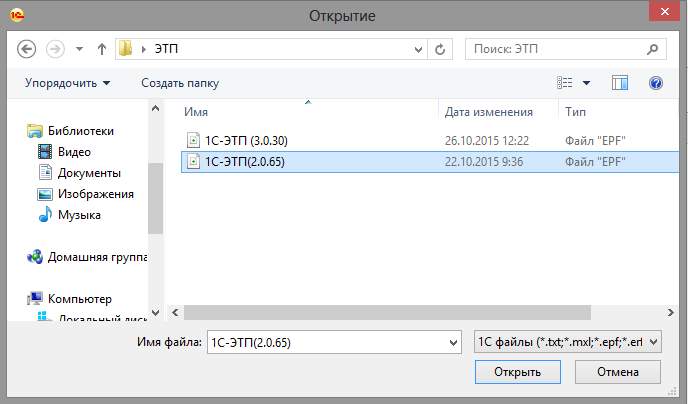 Открытие
ЭТП
Поиск: ЭТП
Упорядочить
Создать папку
Имя
Дата изменения
Тип
1С-ЭТП (3.0.30)
26.10.2015 12:22
Файл "EPF"
1С-ЭТП(2.0.65)
22.10.2015 9:36
Файл "EPF"
Библиотеки
Видео
Документы
Изображения
Музыка
Домашняя группа
Компьютер
Локальный диск
Имя файла:
1С-ЭТП(2.0.65)
1С файлы (*.txt;*.mxl;*.epf;*.erf
Открыть
Отмена